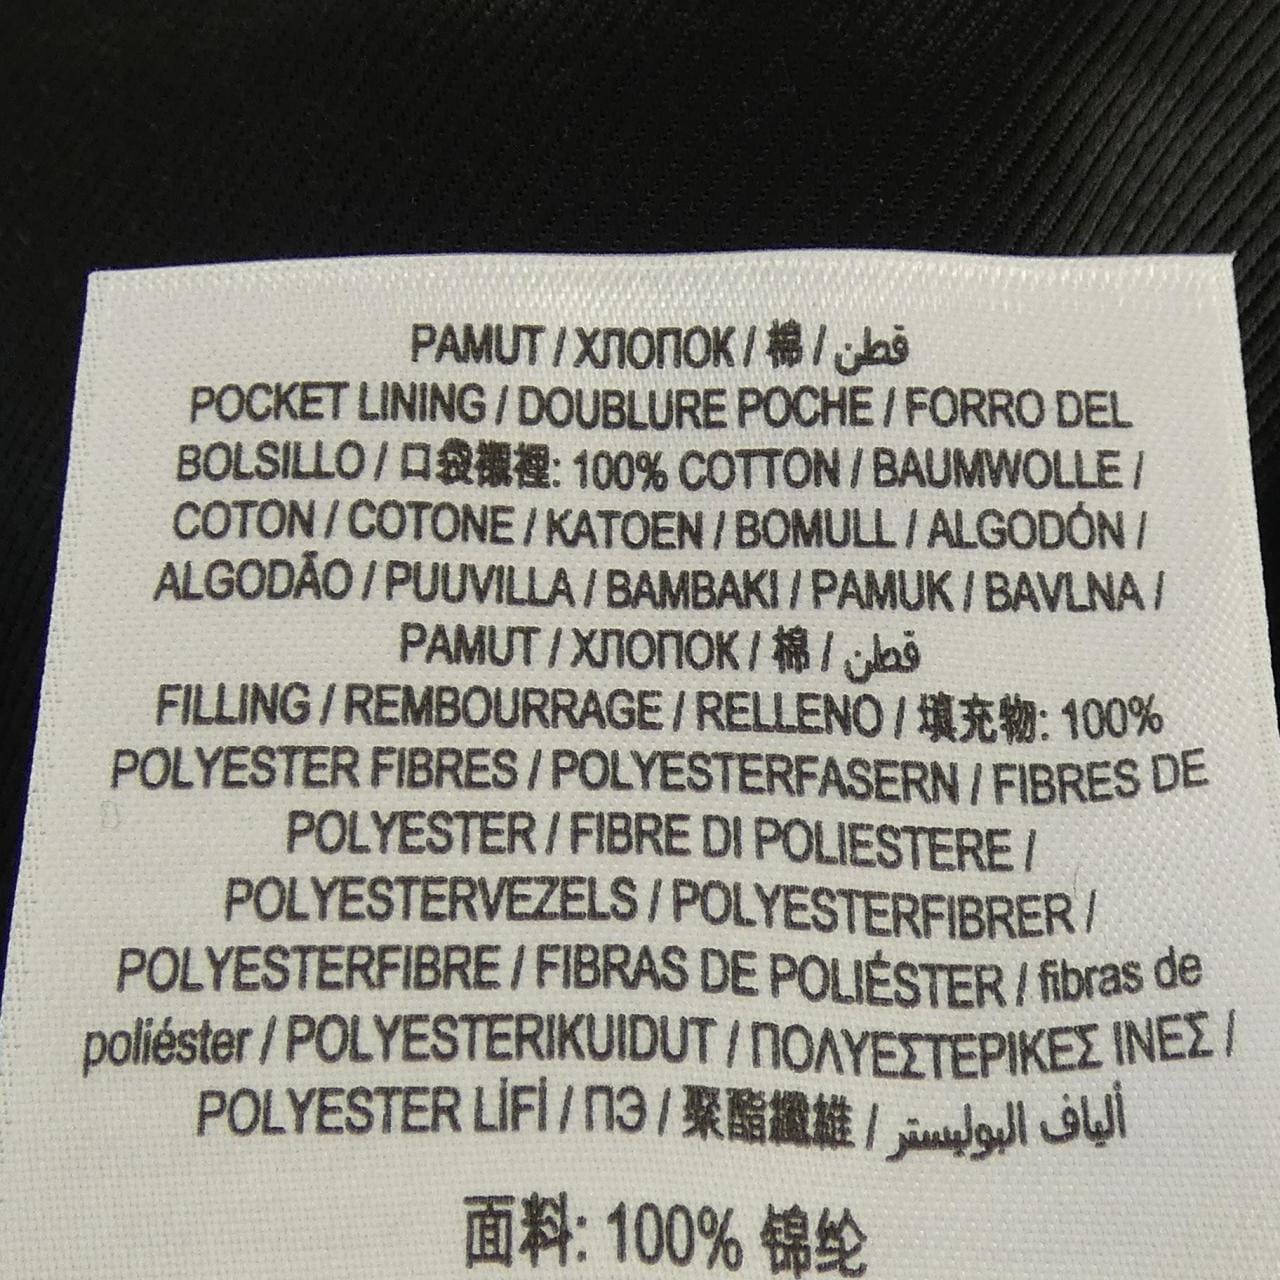 PAMUT / ХЛОПОК / 棉 / قطن
POCKET LINING / DOUBLURE POCHE / FORRO DEL
BOLSILLO / 口袋襯裡: 100% COTTON / BAUMWOLLE /
COTON / COTONE / KATOEN / BOMULL / ALGODÓN /
ALGODÃO / PUUVILLA / BAMBAKI / PAMUK / BAVLNA /
PAMUT / ХЛОПОК / 棉 / قطن
FILLING / REMBOURRAGE / RELLENO / 填充物: 100%
POLYESTER FIBRES / POLYESTERFASERN / FIBRES DE
POLYESTER / FIBRE DI POLIESTERE /
POLYESTERVEZELS / POLYESTERFIBRER /
POLYESTERFIBRE / FIBRAS DE POLIÉSTER / fibras de
poliéster / POLYESTERIKUIDUT / ΠΟΛΥΕΣΤΕΡΙΚΕΣ ΙΝΕΣ /
POLYESTER LİFİ / ПЭ / 聚酯纖維 / ألياف البوليستر
面料: 100% 锦纶